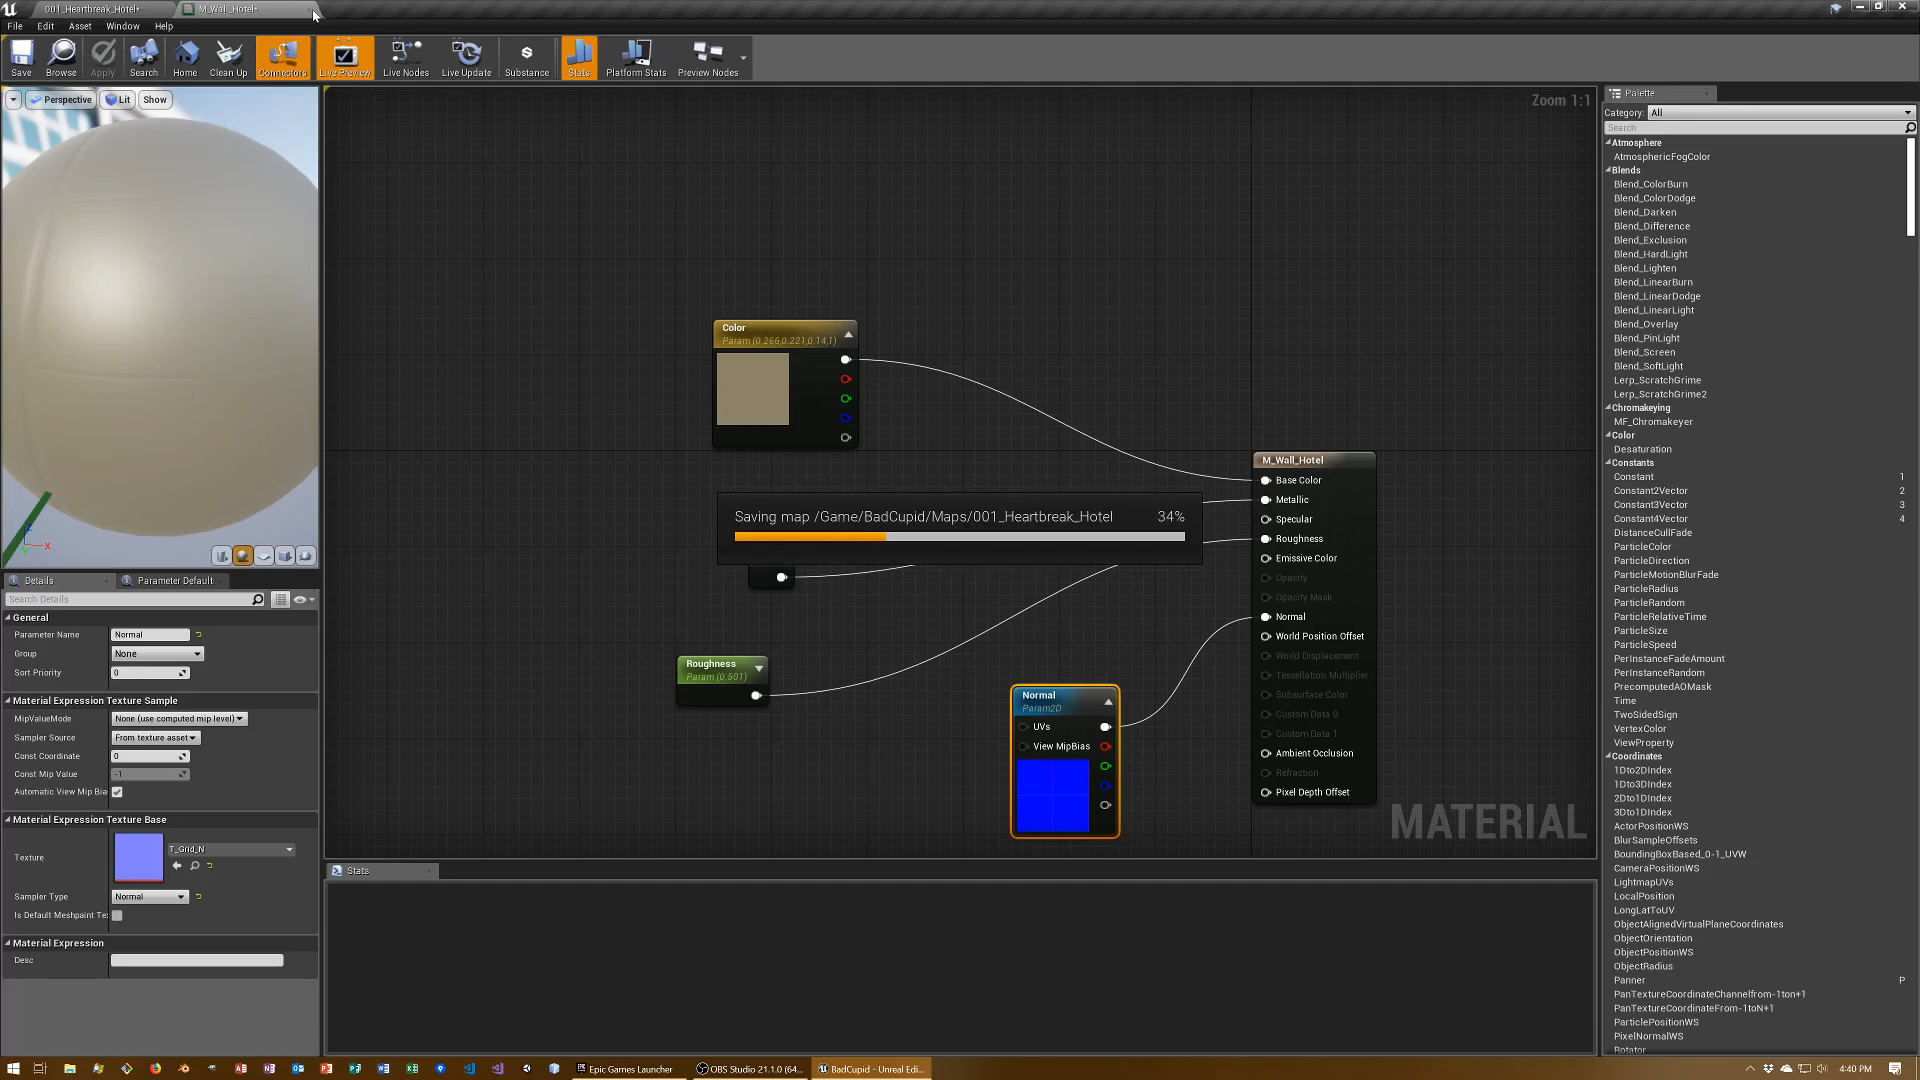 001_Heartbreak_Hotel*
M_Wall_Hotel*
File Edit Asset Window Help
Save Browse Apply Search Home Clean Up Connectors Live Preview Live Nodes Live Update Substance Stats Platform Stats Preview Nodes
Perspective Lit Show
Zoom 1:1
Color
Param (0.266,0.221,0.14,1)
Saving map /Game/BadCupid/Maps/001_Heartbreak_Hotel 34%
Roughness
Param (0.501)
Normal
Param2D
UVs
View MipBias
M_Wall_Hotel
Base Color
Metallic
Specular
Roughness
Emissive Color
Opacity
Opacity Mask
Normal
World Position Offset
World Displacement
Tessellation Multiplier
Subsurface Color
Custom Data 0
Custom Data 1
Ambient Occlusion
Refraction
Pixel Depth Offset
MATERIAL
Z
X
Y
Details Parameter Default
Search Details
General
Parameter Name Normal
Group None
Sort Priority 0
Material Expression Texture Sample
MipValueMode None (use computed mip level)
Sampler Source From texture asset
Const Coordinate 0
Const Mip Value -1
Automatic View Mip Bia
Material Expression Texture Base
Texture T_Grid_N
Sampler Type Normal
Is Default Meshpaint Te
Material Expression
Desc
Stats
Palette
Category: All
Search
Atmosphere
AtmosphericFogColor
Blends
Blend_ColorBurn
Blend_ColorDodge
Blend_Darken
Blend_Difference
Blend_Exclusion
Blend_HardLight
Blend_Lighten
Blend_LinearBurn
Blend_LinearDodge
Blend_LinearLight
Blend_Overlay
Blend_PinLight
Blend_Screen
Blend_SoftLight
Lerp_ScratchGrime
Lerp_ScratchGrime2
Chromakeying
MF_Chromakeyer
Color
Desaturation
Constants
Constant 1
Constant2Vector 2
Constant3Vector 3
Constant4Vector 4
DistanceCullFade
ParticleColor
ParticleDirection
ParticleMotionBlurFade
ParticleRadius
ParticleRandom
ParticleRelativeTime
ParticleSize
ParticleSpeed
PerInstanceFadeAmount
PerInstanceRandom
PrecomputedAOMask
Time
TwoSidedSign
VertexColor
ViewProperty
Coordinates
1Dto2DIndex
1Dto3DIndex
2Dto1DIndex
3Dto1DIndex
ActorPositionWS
BlurSampleOffsets
BoundingBoxBased_0-1_UVW
CameraPositionWS
LightmapUVs
LocalPosition
LongLatToUV
ObjectAlignedVirtualPlaneCoordinates
ObjectOrientation
ObjectPositionWS
ObjectRadius
Panner P
PanTextureCoordinateChannelfrom-1ton+1
PanTextureCoordinateFrom-1toN+1
ParticlePositionWS
PixelNormalWS
Rotator
Epic Games Launcher
OBS Studio 21.1.0 (64...
BadCupid - Unreal Edi...
4:40 PM